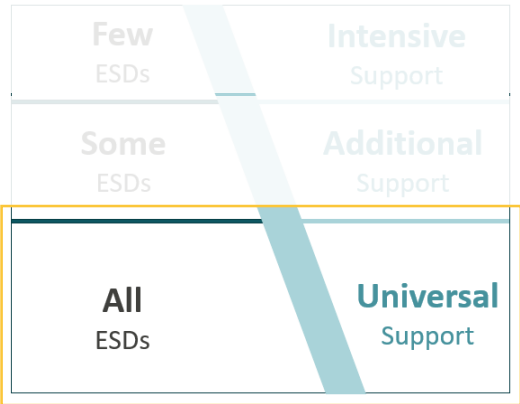 Few
ESDs
Intensive
Support
Some
ESDs
Additional
Support
All
ESDs
Universal
Support